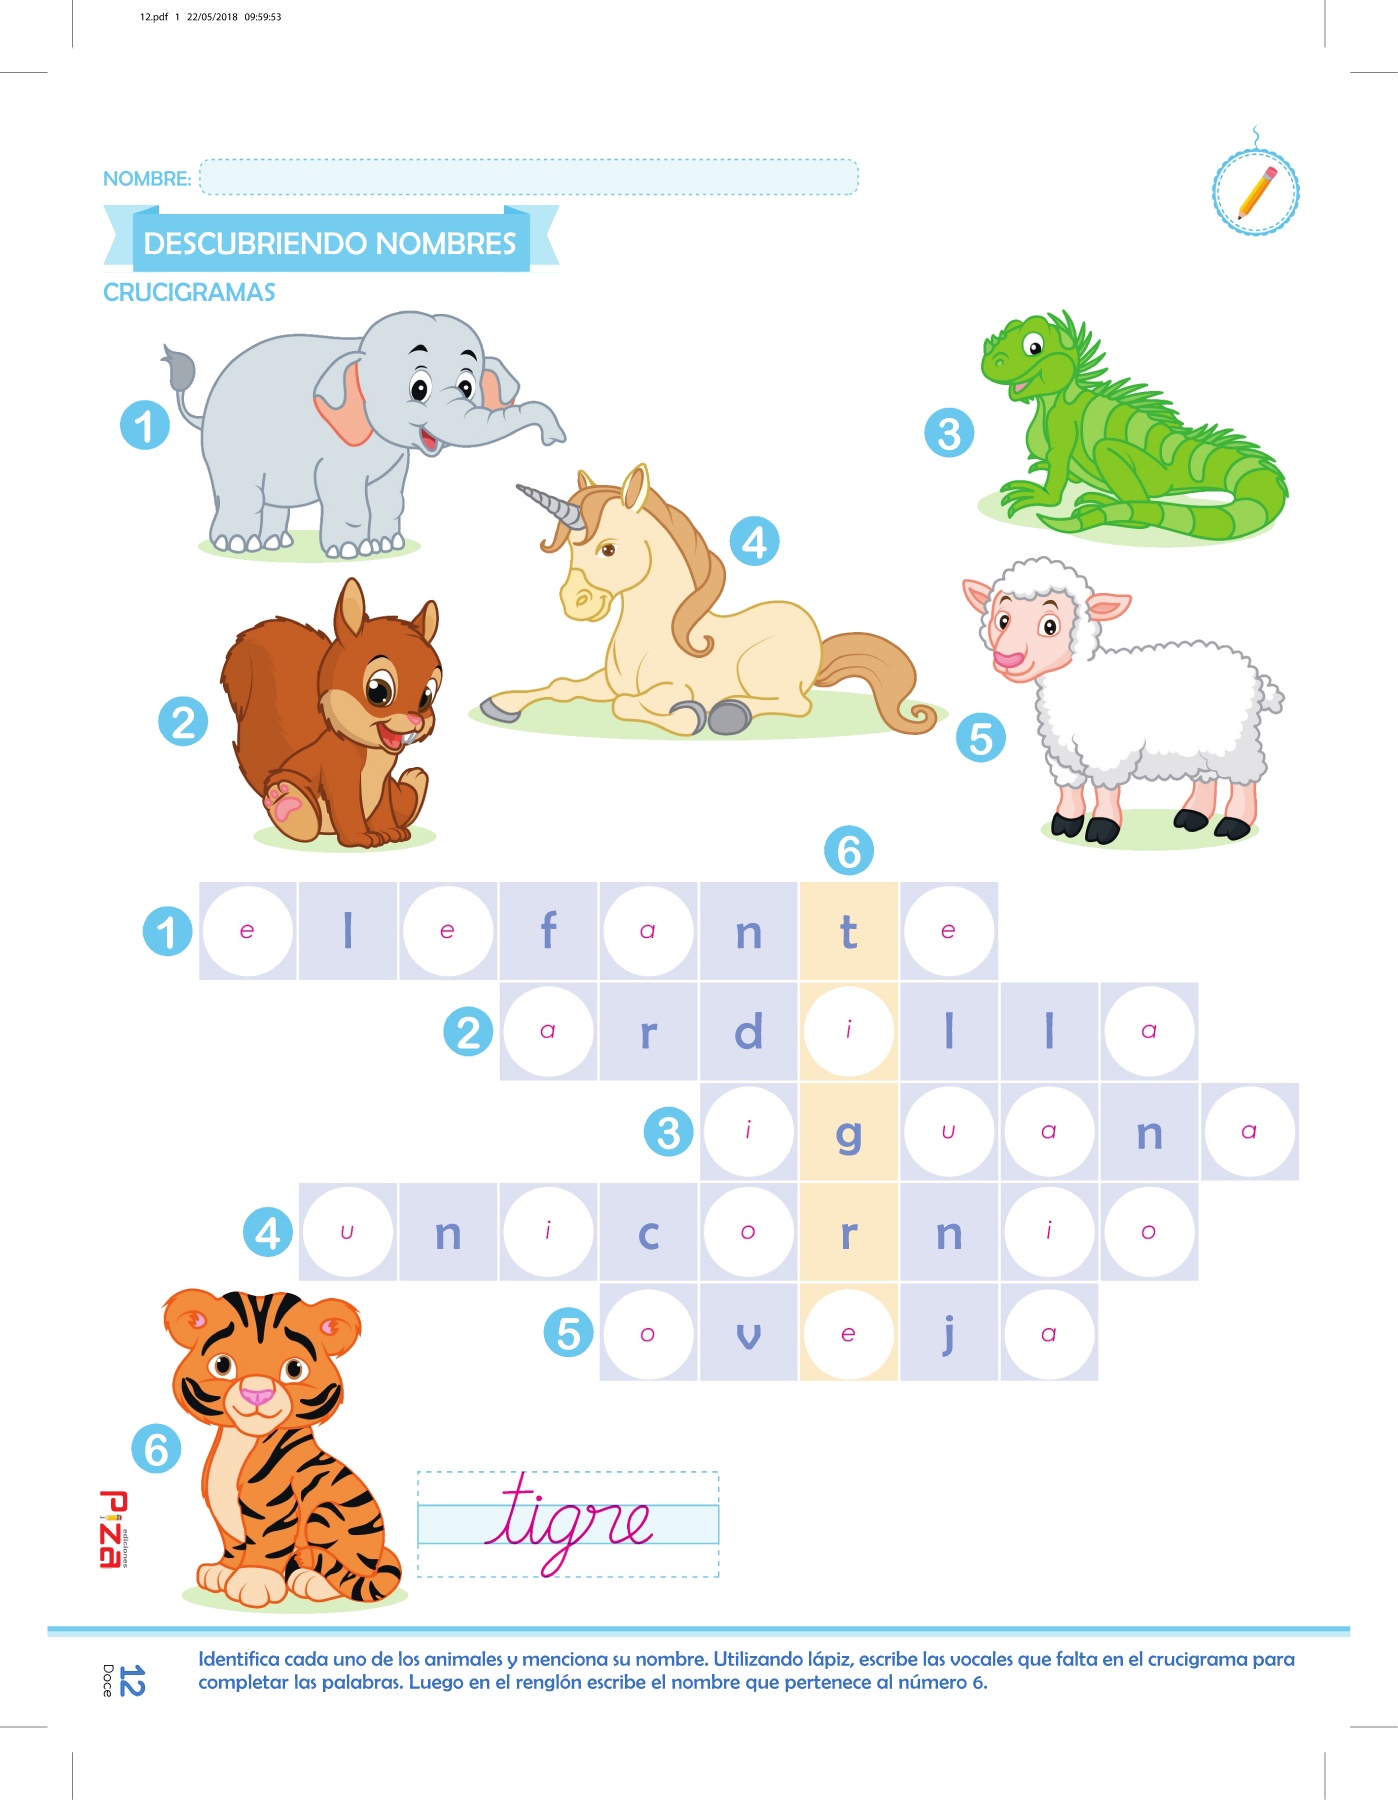 12.pdf 1 22/05/2018 09:59:53
NOMBRE:
DESCUBRIENDO NOMBRES
CRUCIGRAMAS
1
3
4
2
5
6
1 e l e f a n t e
2 a r d i l l a
3 i g u a n a
4 u n i c o r n i o
5 o v e j a
6
tigre
Piza
ediciones
12
Doce
Identifica cada uno de los animales y menciona su nombre. Utilizando lápiz, escribe las vocales que falta en el crucigrama para
completar las palabras. Luego en el renglón escribe el nombre que pertenece al número 6.